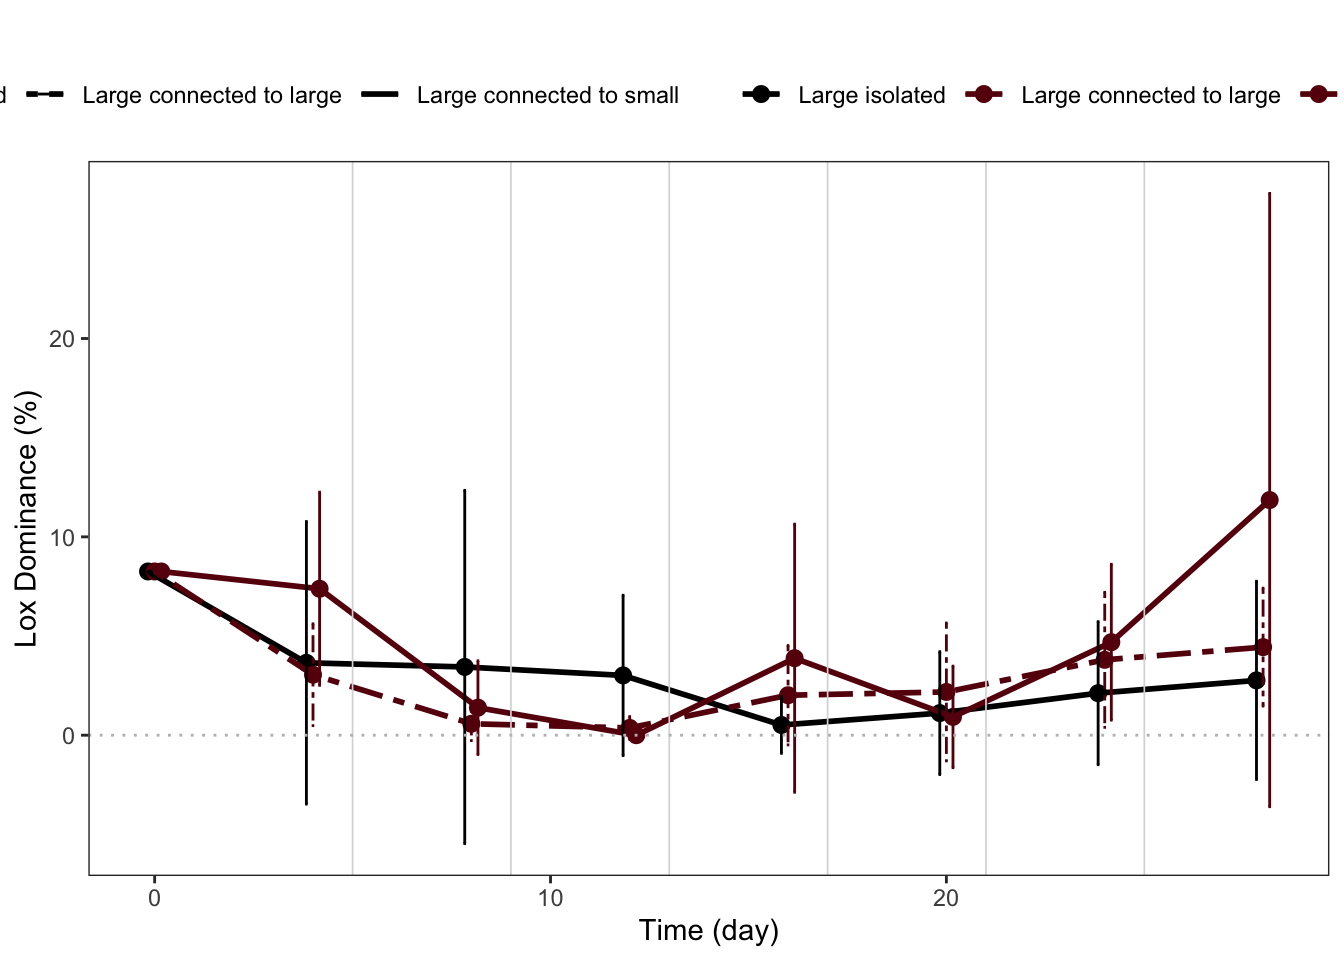 d Large connected to large Large connected to small Large isolated Large connected to large
20
10
0
Lox Dominance (%)
0 10 20
Time (day)